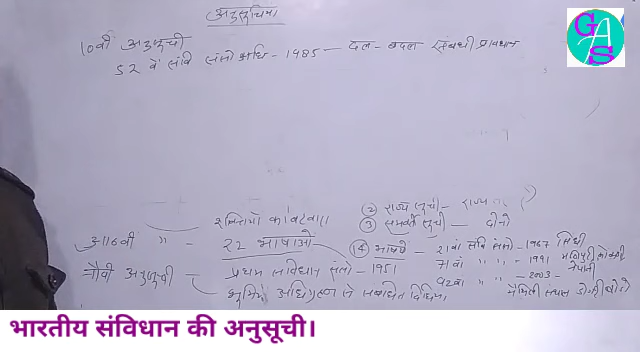 अनुसूचियां
GAS
10वीं अनुसूची
52 वें संवि संशोधन - 1985 — दल - बदल संबंधी प्रावधान
शक्तियों का बंटवारा
② राज्य सूची — राज्य
③ समवर्ती सूची — दोनों
आठवीं " — 22 भाषाओं
⑭ भाषाये - 21वां संवि संशो - 1967 सिंधी
71वां " " " - 1991 मणिपुरी कोंकणी नेपाली
92वां " " - 2003 - मैथिली संथाल डोगरी बोडो
नौवीं अनुसूची — प्रथम संविधान संशो - 1951
भूमि अधिग्रहण से सबंधित विधिया
भारतीय संविधान की अनुसूची।